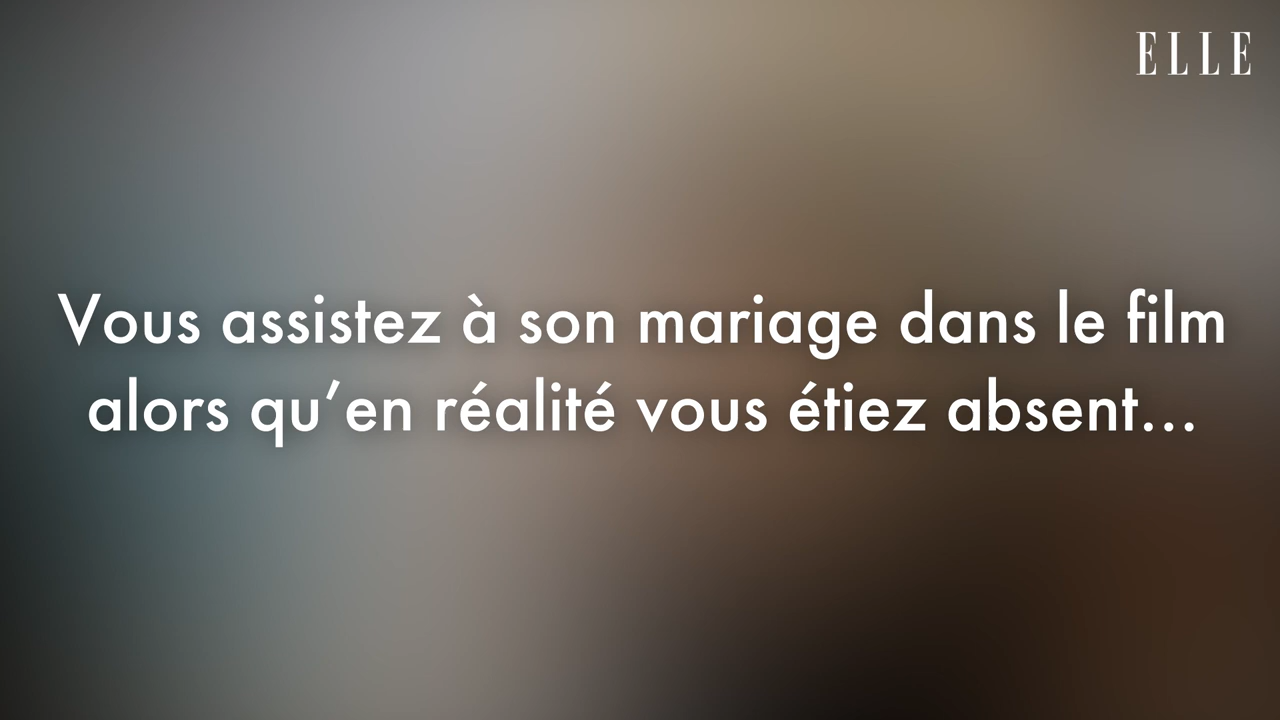 ELLE
Vous assistez à son mariage dans le film
alors qu’en réalité vous étiez absent...